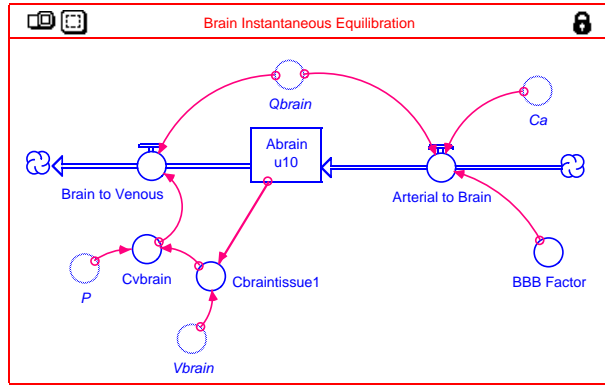 Brain Instantaneous Equilibration
Qbrain
Ca
Abrain
u10
Brain to Venous
Arterial to Brain
Cvbrain
Cbraintissue1
BBB Factor
P
Vbrain